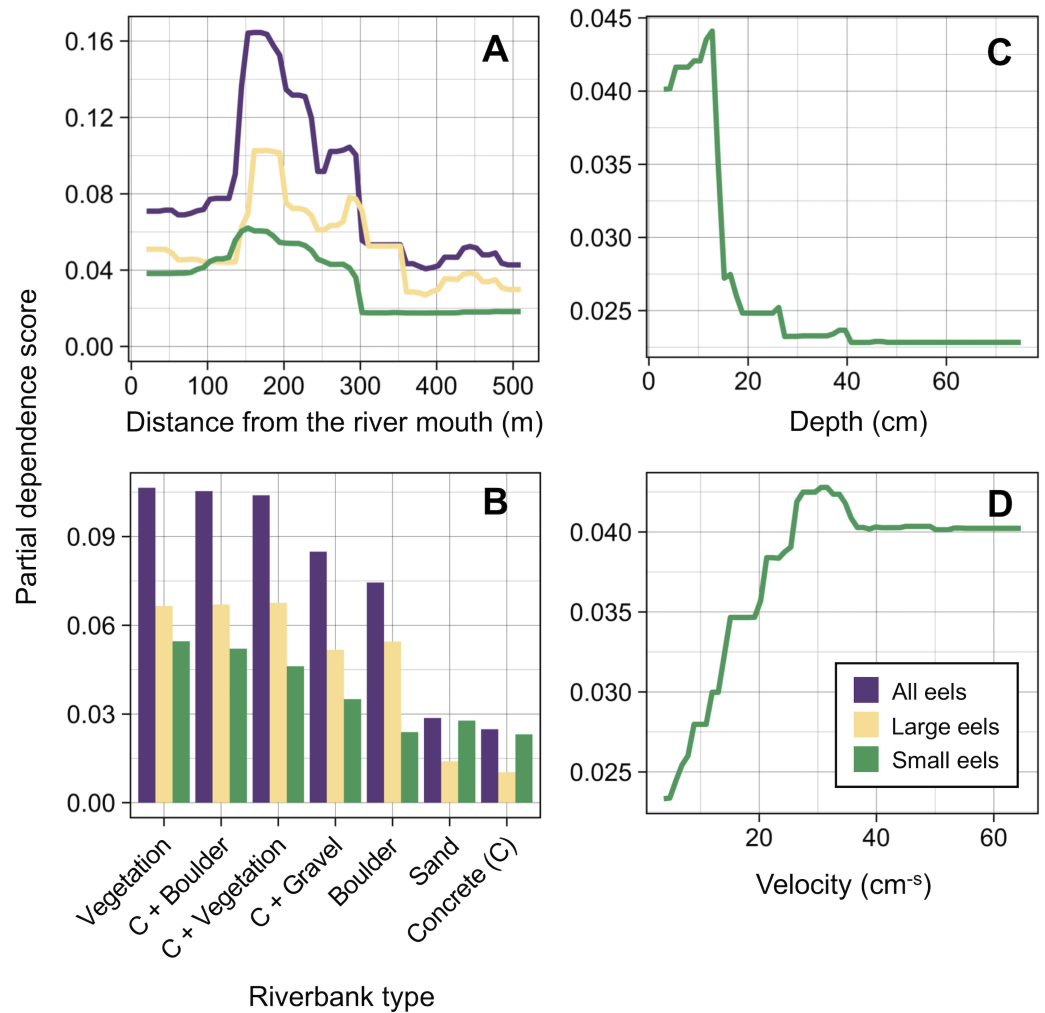 Partial dependence score
A
0.16
0.12
0.08
0.04
0.00
0 100 200 300 400 500
Distance from the river mouth (m)
B
0.09
0.06
0.03
0.00
Vegetation
C + Boulder
C + Vegetation
C + Gravel
Boulder
Sand
Concrete (C)
Riverbank type
C
0.045
0.040
0.035
0.030
0.025
0 20 40 60
Depth (cm)
D
0.040
0.035
0.030
0.025
All eels
Large eels
Small eels
20 40 60
Velocity (cm-s)